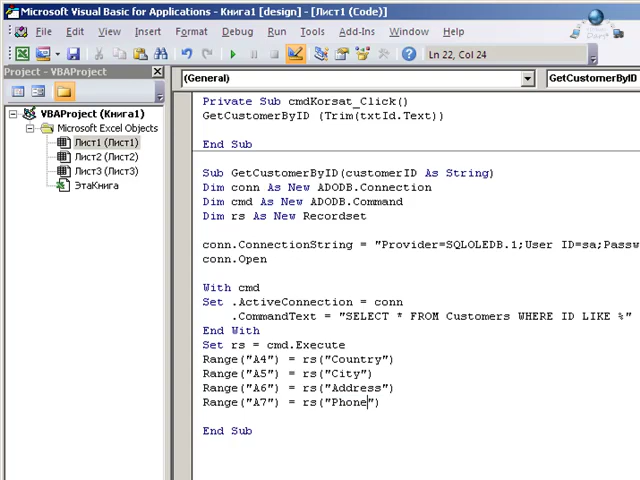 Microsoft Visual Basic for Applications - Книга1 [design] - [Лист1 (Code)]
File Edit View Insert Format Debug Run Tools Add-Ins Window Help
Ln 22, Col 24
Project - VBAProject
(General) GetCustomerByID
VBAProject (Книга1)
Microsoft Excel Objects
Лист1 (Лист1)
Лист2 (Лист2)
Лист3 (Лист3)
ЭтаКнига
Private Sub cmdKorsat_Click()
GetCustomerByID (Trim(txtId.Text))
End Sub
Sub GetCustomerByID(customerID As String)
Dim conn As New ADODB.Connection
Dim cmd As New ADODB.Command
Dim rs As New Recordset
conn.ConnectionString = "Provider=SQLOLEDB.1;User ID=sa;Passw
conn.Open
With cmd
Set .ActiveConnection = conn
.CommandText = "SELECT * FROM Customers WHERE ID LIKE %"
End With
Set rs = cmd.Execute
Range("A4") = rs("Country")
Range("A5") = rs("City")
Range("A6") = rs("Address")
Range("A7") = rs("Phone")
End Sub